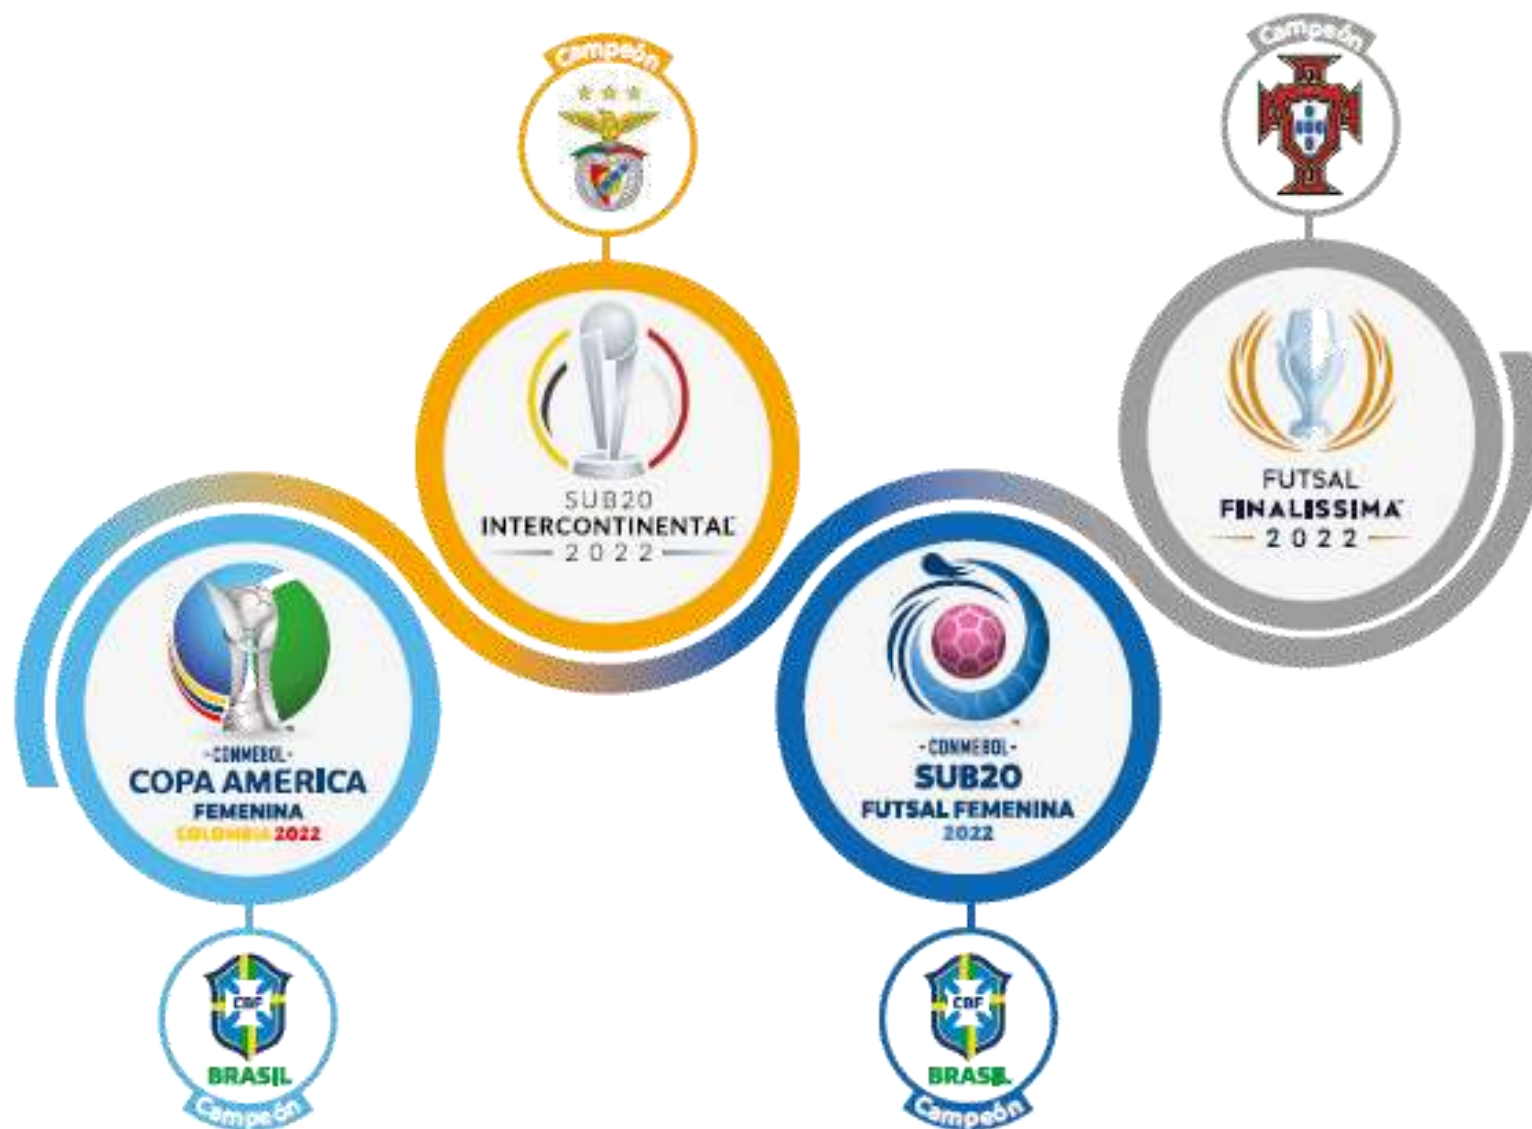 Campeón
SUB20
INTERCONTINENTAL
2022
Campeón
FUTSAL
FINALISSIMA
2022
-CONMEBOL-
COPA AMERICA
FEMENINA
COLOMBIA 2022
CBF
BRASIL
Campeón
-CONMEBOL-
SUB20
FUTSAL FEMENINA
2022
CBF
BRASIL
Campeón